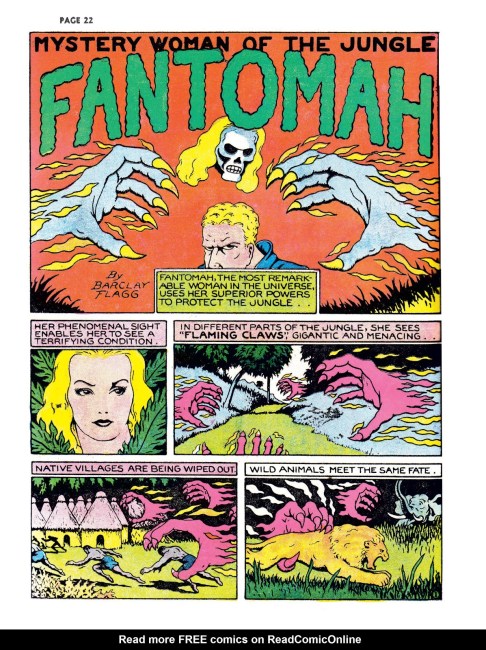 PAGE 22
MYSTERY WOMAN OF THE JUNGLE
FANTOMAH
By
BARCLAY
FLAGG
FANTOMAH, THE MOST REMARK-
ABLE WOMAN IN THE UNIVERSE,
USES HER SUPERIOR POWERS
TO PROTECT THE JUNGLE . . .
HER PHENOMENAL SIGHT
ENABLES HER TO SEE A
TERRIFYING CONDITION.
IN DIFFERENT PARTS OF THE JUNGLE, SHE SEES
"FLAMING CLAWS", GIGANTIC AND MENACING . . .
NATIVE VILLAGES ARE BEING WIPED OUT.
WILD ANIMALS MEET THE SAME FATE .
Read more FREE comics on ReadComicOnline